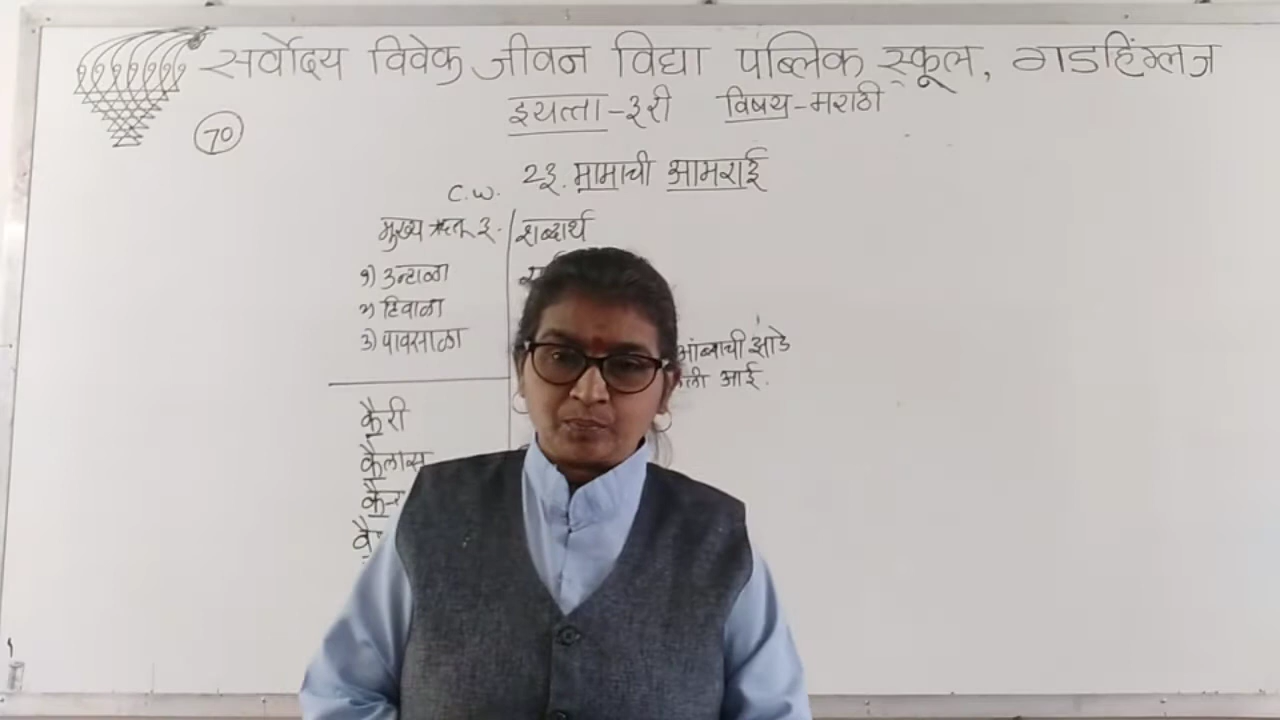 सर्वोदय विवेक जीवन विद्या पब्लिक स्कूल, गडहिंग्लज
इयत्ता-३री विषय-मराठी
70
२३. मामाची आमराई
C.W.
मुख्य ऋतू ३.
१) उन्हाळा
२) हिवाळा
३) पावसाळा
कैरी
कैलास
शब्दार्थ
आंब्याची झाडे
आई.